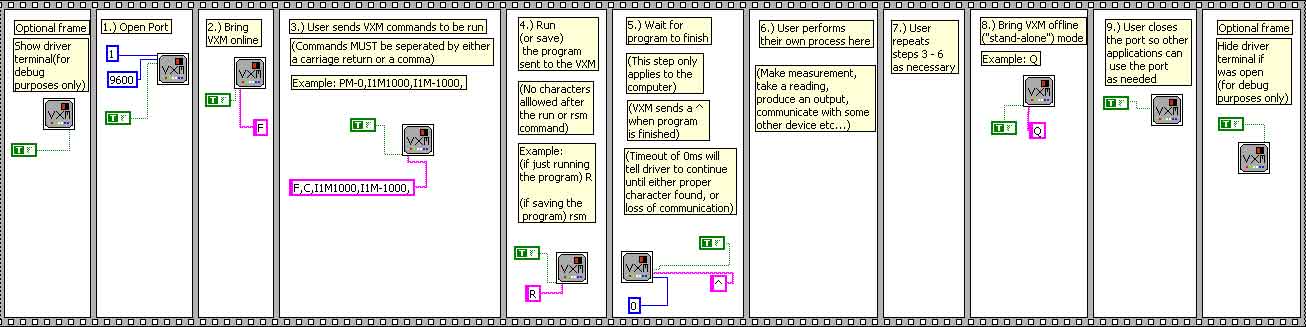 Optional frame
Show driver
terminal(for
debug
purposes only)
VXM
T F
1.) Open Port
1
9600
VXM
T F
2.) Bring
VXM online
VXM
T F
F
3.) User sends VXM commands to be run
(Commands MUST be seperated by either
a carriage return or a comma)
Example: PM-0,I1M1000,I1M-1000,
T F
VXM
F,C,I1M1000,I1M-1000,
4.) Run
(or save)
the program
sent to the VXM
(No characters
alllowed after
the run or rsm
command)
Example:
(if just running
the program) R
(if saving the
program) rsm
T F
VXM
R
5.) Wait for
program to finish
(This step only
applies to the
computer)
(VXM sends a ^
when program
is finished)
(Timeout of 0ms will
tell driver to continue
until either proper
character found, or
loss of communication)
T F
VXM
^
0
6.) User performs
their own process here
(Make measurement,
take a reading,
produce an output,
communicate with some
other device etc...)
7.) User
repeats
steps 3 - 6
as necessary
8.) Bring VXM offline
("stand-alone") mode
Example: Q
VXM
T F
Q
9.) User closes
the port so other
applications can
use the port
as needed
T F
VXM
Optional frame
Hide driver
terminal if
was open
(for debug
purposes only)
T F
VXM